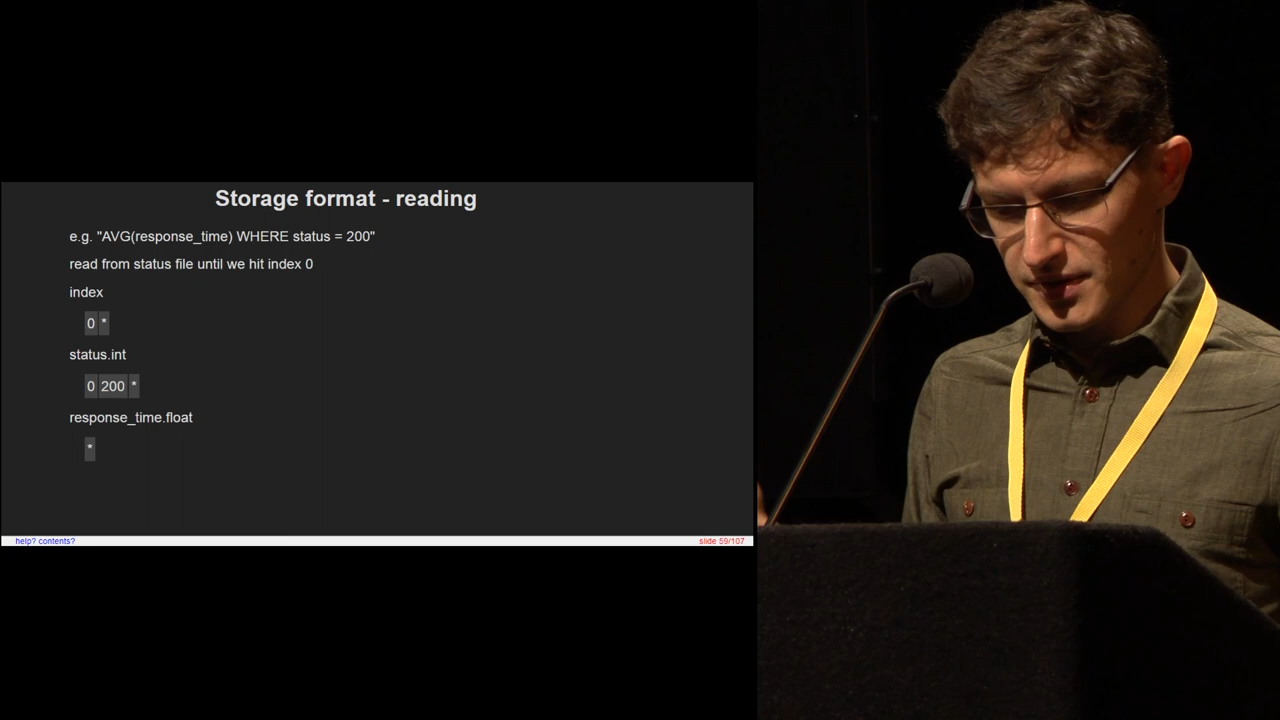 Storage format - reading
e.g. "AVG(response_time) WHERE status = 200"
read from status file until we hit index 0
index
0 *
status.int
0 200 *
response_time.float
*
help? contents?
slide 59/107